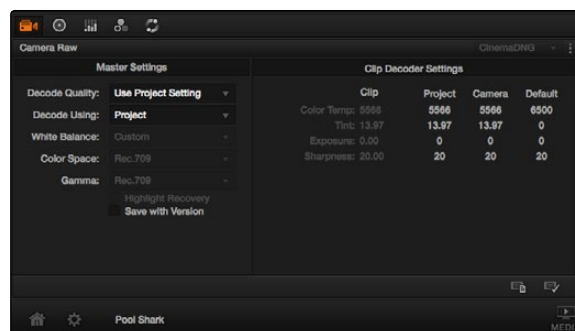 Camera Raw
CinemaDNG
Master Settings
Decode Quality: Use Project Setting
Decode Using: Project
White Balance: Custom
Color Space: Rec.709
Gamma: Rec.709
Highlight Recovery
Save with Version
Clip Decoder Settings
Clip Project Camera Default
Color Temp: 5566 5566 5566 6500
Tint: 13.97 13.97 13.97 0
Exposure: 0.00 0 0 0
Sharpness: 20.00 20 20 20
Pool Shark
MEDI